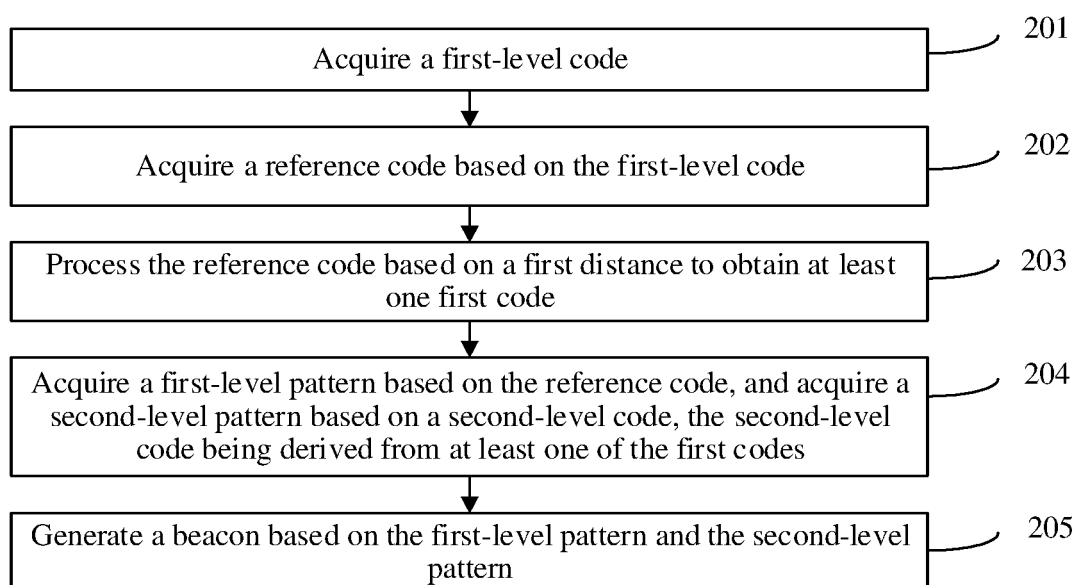 201
Acquire a first-level code
202
Acquire a reference code based on the first-level code
203
Process the reference code based on a first distance to obtain at least
one first code
204
Acquire a first-level pattern based on the reference code, and acquire a
second-level pattern based on a second-level code, the second-level
code being derived from at least one of the first codes
205
Generate a beacon based on the first-level pattern and the second-level
pattern